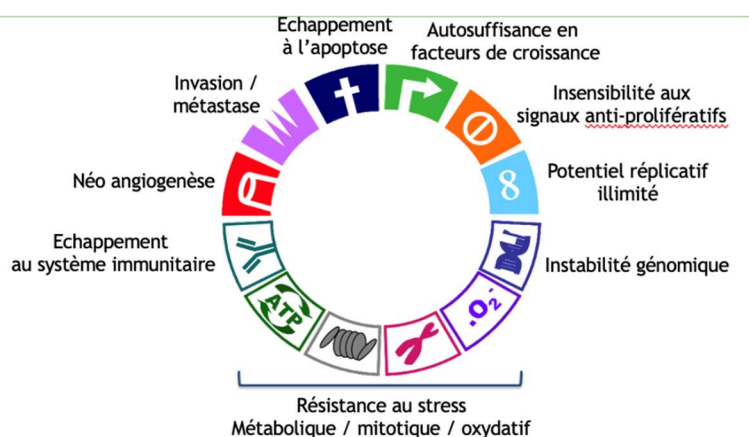 Echappement
à l’apoptose
Autosuffisance en
facteurs de croissance
Invasion /
métastase
Insensibilité aux
signaux anti-prolifératifs
Néo angiogenèse
8
Potentiel réplicatif
illimité
Echappement
au système immunitaire
Instabilité génomique
ATP
.O2-
Résistance au stress
Métabolique / mitotique / oxydatif